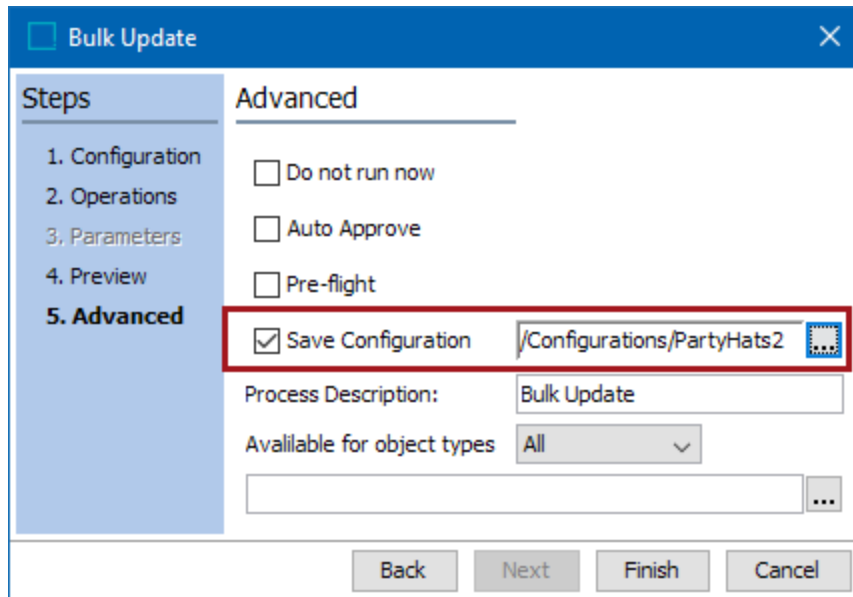 Bulk Update
Steps
1. Configuration
2. Operations
3. Parameters
4. Preview
5. Advanced
Advanced
Do not run now
Auto Approve
Pre-flight
Save Configuration /Configurations/PartyHats2 ...
Process Description: Bulk Update
Avalilable for object types All
...
Back Next Finish Cancel